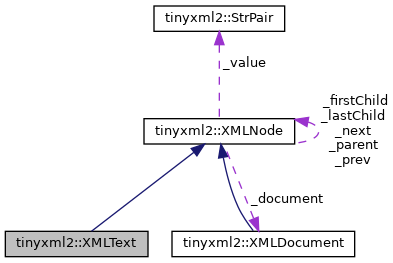 tinyxml2::StrPair
_value
_firstChild
_lastChild
_next
_parent
_prev
tinyxml2::XMLNode
_document
tinyxml2::XMLText
tinyxml2::XMLDocument